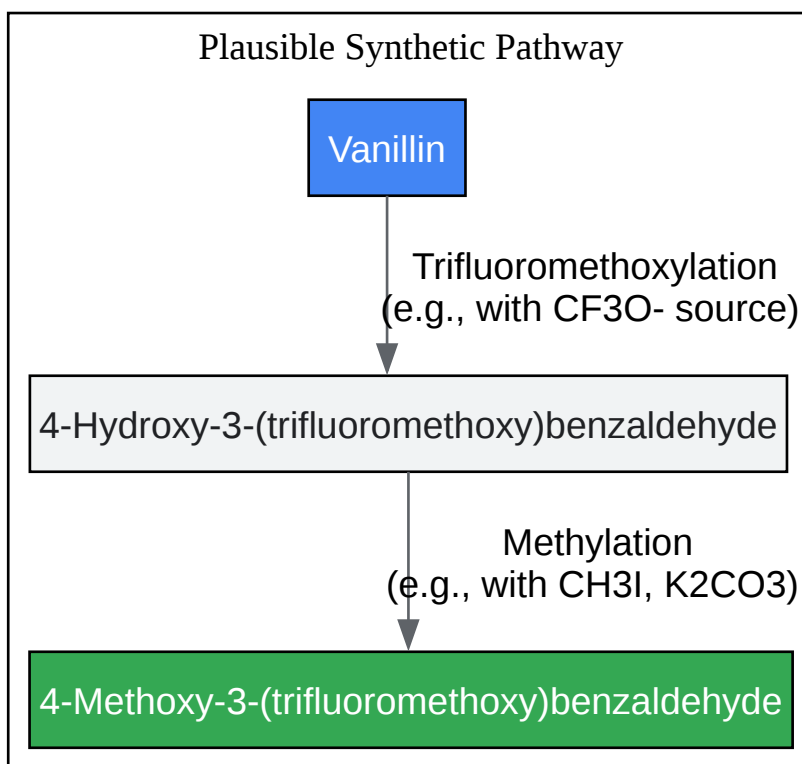 Plausible Synthetic Pathway
Vanillin
Trifluoromethoxylation
(e.g., with CF3O- source)
4-Hydroxy-3-(trifluoromethoxy)benzaldehyde
Methylation
(e.g., with CH3I, K2CO3)
4-Methoxy-3-(trifluoromethoxy)benzaldehyde